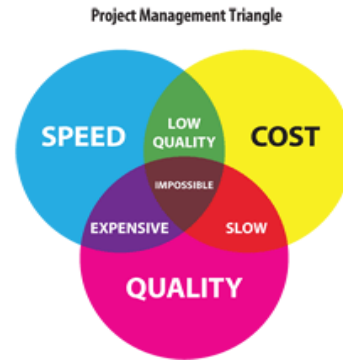 Project Management Triangle
SPEED
LOW
QUALITY
COST
IMPOSSIBLE
EXPENSIVE
SLOW
QUALITY